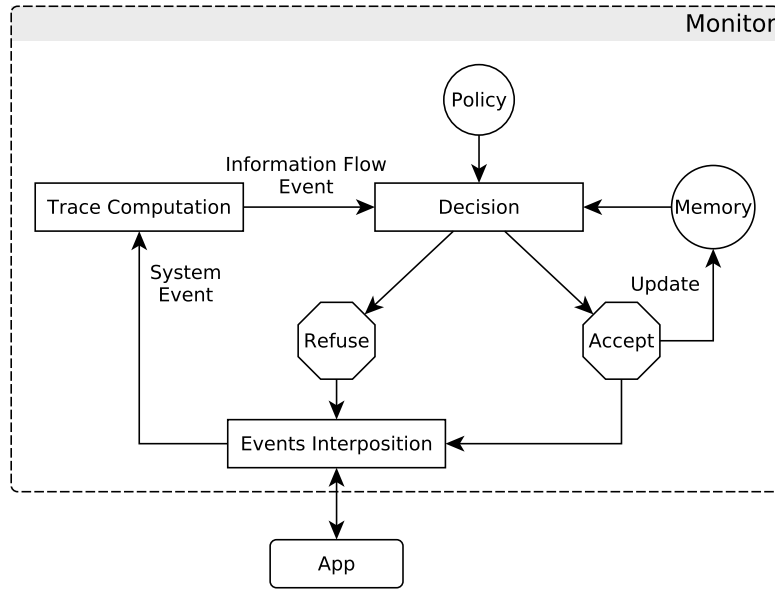 Monitor
Policy
Information Flow
Event
Trace Computation
Decision
Memory
System
Event
Update
Refuse
Accept
Events Interposition
App